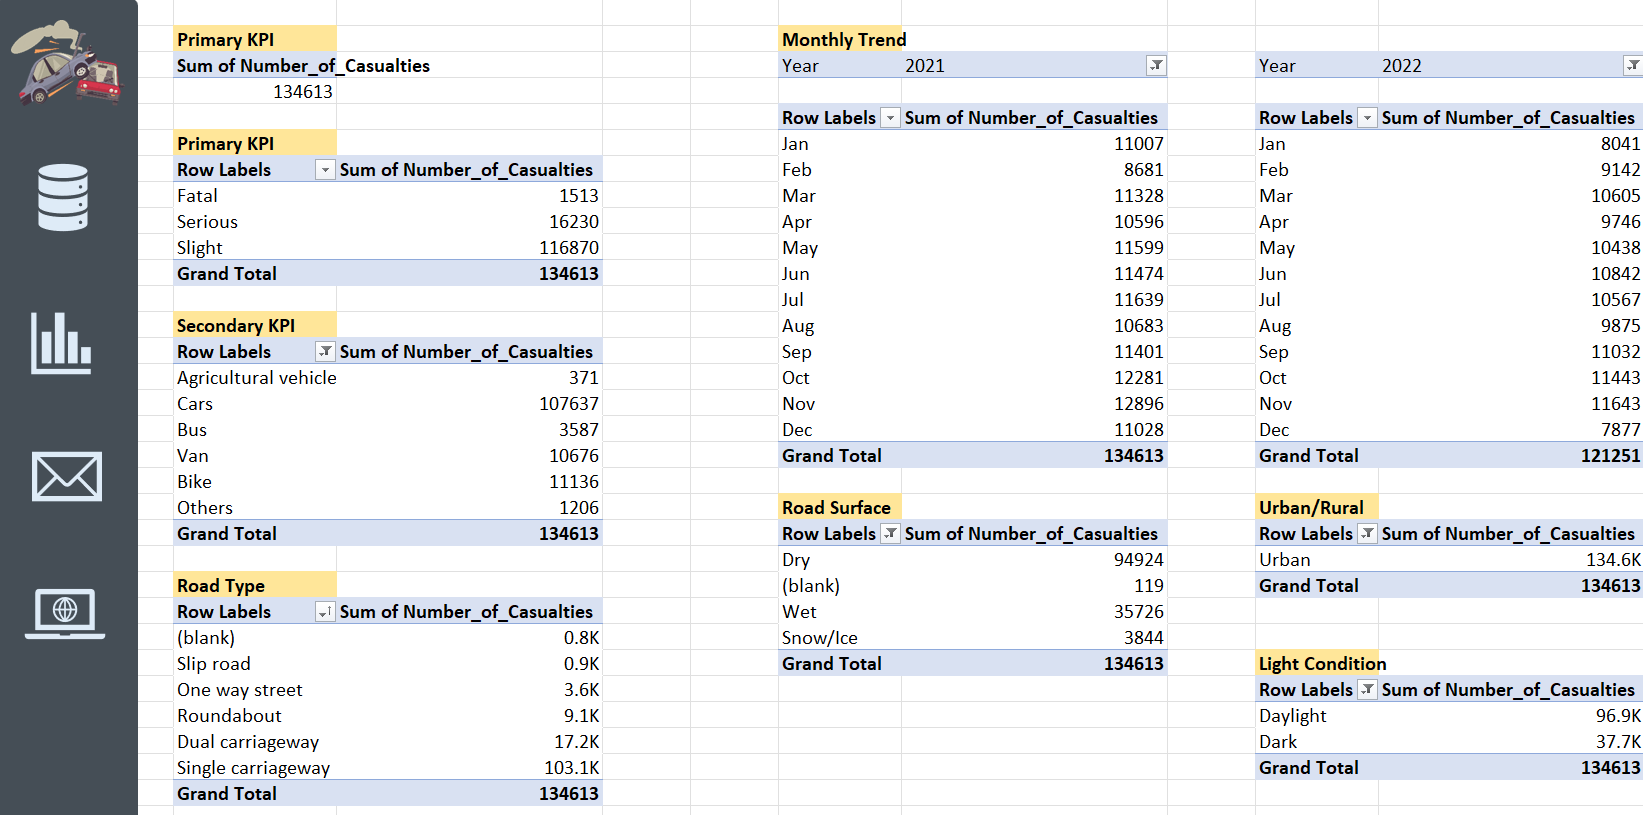 Primary KPI
Sum of Number_of_Casualties
134613
Primary KPI
Row Labels Sum of Number_of_Casualties
Fatal 1513
Serious 16230
Slight 116870
Grand Total 134613
Secondary KPI
Row Labels Sum of Number_of_Casualties
Agricultural vehicle 371
Cars 107637
Bus 3587
Van 10676
Bike 11136
Others 1206
Grand Total 134613
Road Type
Row Labels Sum of Number_of_Casualties
(blank) 0.8K
Slip road 0.9K
One way street 3.6K
Roundabout 9.1K
Dual carriageway 17.2K
Single carriageway 103.1K
Grand Total 134613
Monthly Trend
Year 2021
Row Labels Sum of Number_of_Casualties
Jan 11007
Feb 8681
Mar 11328
Apr 10596
May 11599
Jun 11474
Jul 11639
Aug 10683
Sep 11401
Oct 12281
Nov 12896
Dec 11028
Grand Total 134613
Road Surface
Row Labels Sum of Number_of_Casualties
Dry 94924
(blank) 119
Wet 35726
Snow/Ice 3844
Grand Total 134613
Year 2022
Row Labels Sum of Number_of_Casualties
Jan 8041
Feb 9142
Mar 10605
Apr 9746
May 10438
Jun 10842
Jul 10567
Aug 9875
Sep 11032
Oct 11443
Nov 11643
Dec 7877
Grand Total 121251
Urban/Rural
Row Labels Sum of Number_of_Casualties
Urban 134.6K
Grand Total 134613
Light Condition
Row Labels Sum of Number_of_Casualties
Daylight 96.9K
Dark 37.7K
Grand Total 134613